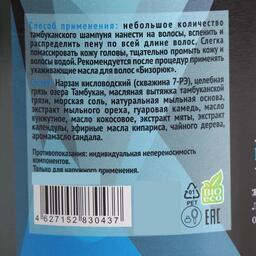 Способ применения: небольшое количество
тамбуканского шампуня нанести на волосы, вспенить и
распределить пену по всей длине волос. Слегка
помассировать кожу головы, тщательно промыть кожу и
волосы водой. Рекомендуется после процедур применять
ухаживающие масла для волос «Бизорюк».
Состав: Нарзан кисловодский (скважина 7-РЭ), целебная
грязь озера Тамбукан, масляная вытяжка тамбуканской
грязи, морская соль, натуральная мыльная основа,
экстракт мыльного ореха, гуаровая камедь, масло
кунжутное, масло кокосовое, экстракт мяты, экстракт
календулы, эфирные масла кипариса, чайного дерева,
аромамасло сандала.
Противопоказания: индивидуальная непереносимость
компонентов.
Только для наружного применения.
01
PET
BIO
eco
EAC
4 627152 830437